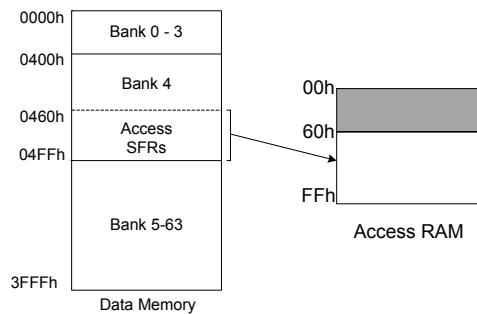 0000h
Bank 0 - 3
0400h
Bank 4
0460h
Access
SFRs
04FFh
Bank 5-63
3FFFh
Data Memory
00h
60h
FFh
Access RAM